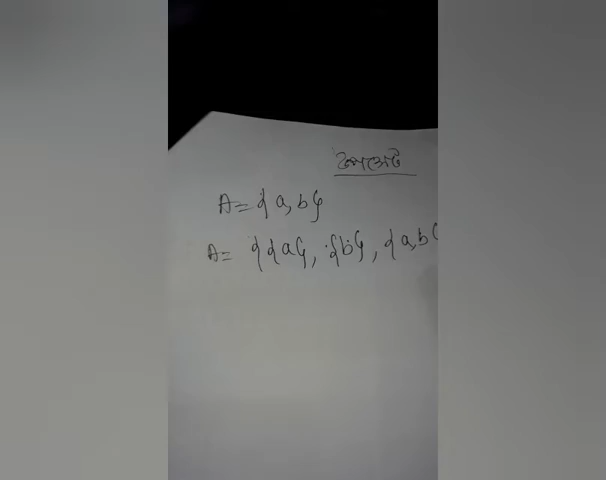 উপসেট
A = { a, b }
A = { { a }, { b }, { a, b